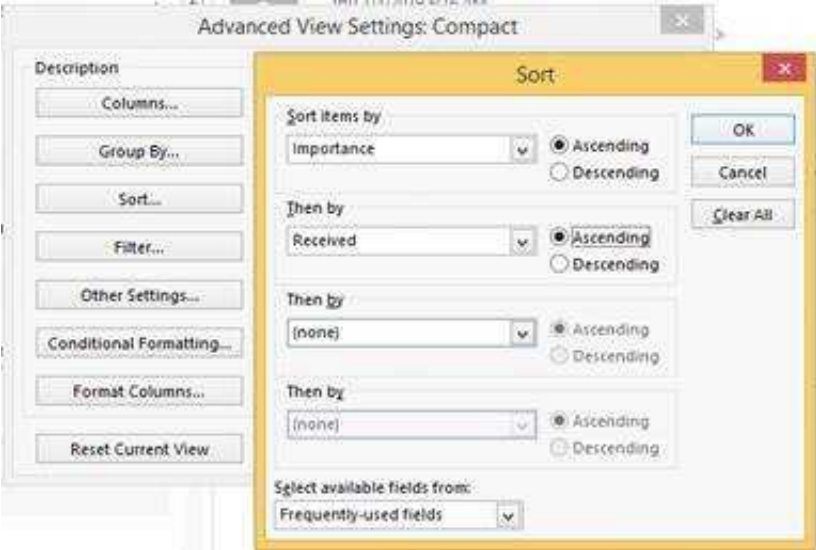 Advanced View Settings: Compact
Description
Columns...
Group By...
Sort...
Filter...
Other Settings...
Conditional Formatting...
Format Columns...
Reset Current View
Sort
Sort items by
Importance
Ascending
Descending
Then by
Received
Ascending
Descending
Then by
(none)
Ascending
Descending
Then by
(none)
Ascending
Descending
Select available fields from:
Frequently-used fields
OK
Cancel
Clear All